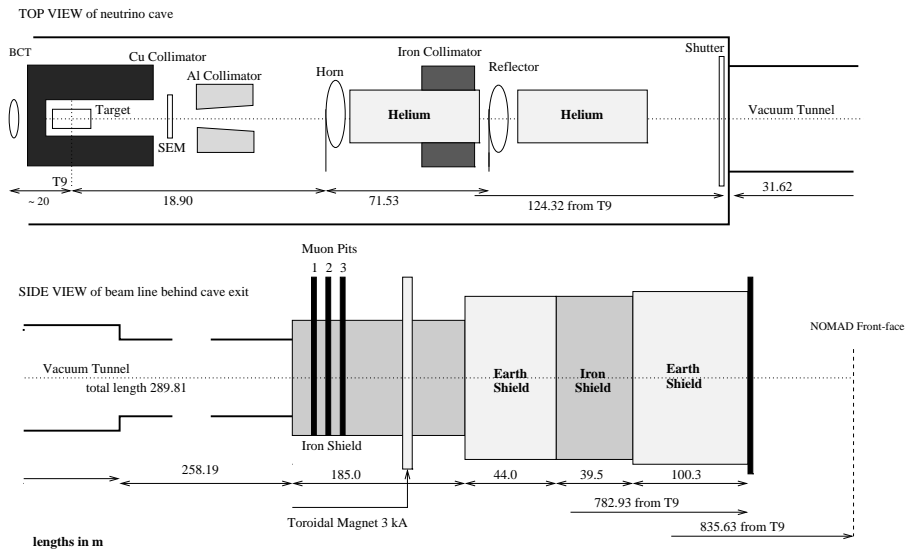 TOP VIEW of neutrino cave
BCT
Cu Collimator
Al Collimator
Horn
Iron Collimator
Reflector
Shutter
Target
SEM
Helium
Helium
Vacuum Tunnel
T9
~ 20
18.90
71.53
124.32 from T9
31.62
Muon Pits
1 2 3
SIDE VIEW of beam line behind cave exit
NOMAD Front-face
Vacuum Tunnel
total length 289.81
Earth
Shield
Iron
Shield
Earth
Shield
Iron Shield
258.19
185.0
44.0
39.5
100.3
782.93 from T9
Toroidal Magnet 3 kA
835.63 from T9
lengths in m